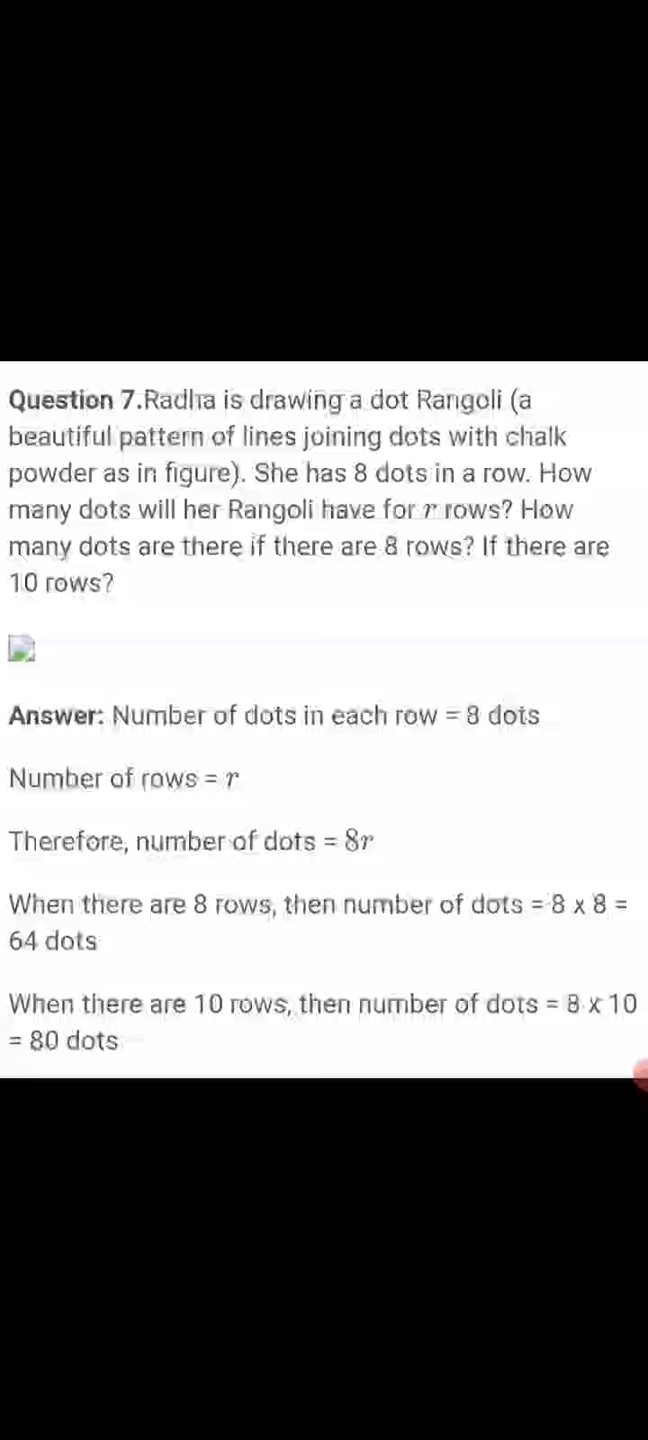 Question 7.Radha is drawing a dot Rangoli (a
beautiful pattern of lines joining dots with chalk
powder as in figure). She has 8 dots in a row. How
many dots will her Rangoli have for r rows? How
many dots are there if there are 8 rows? If there are
10 rows?
Answer: Number of dots in each row = 8 dots
Number of rows = r
Therefore, number of dots = 8r
When there are 8 rows, then number of dots = 8 x 8 =
64 dots
When there are 10 rows, then number of dots = 8 x 10
= 80 dots